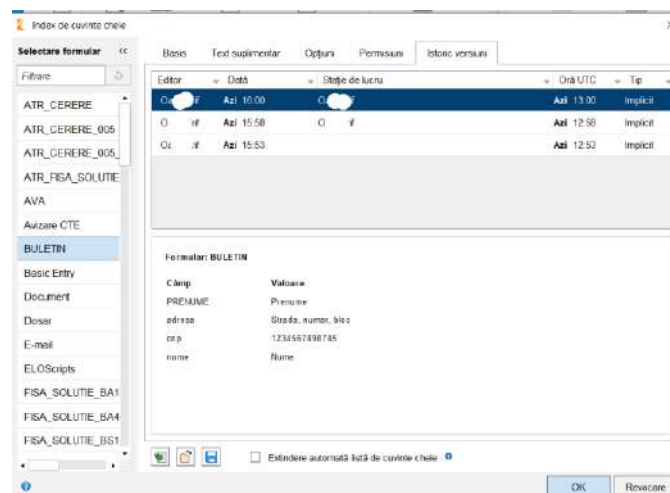 Index de cuvinte cheie
Selectare formular
Basis Text suplimentar Opțiuni Permisiuni Istoric versiuni
Filtrare
Editor Dată Stație de lucru Oră UTC Tip
Azi 16:00 Azi 13:00 Implicit
Azi 15:58 Azi 12:58 Implicit
Azi 15:53 Azi 12:53 Implicit
ATR_CERERE
ATR_CERERE_005
ATR_CERERE_005_
ATR_FISA_SOLUTIE
AVA
Avizare CTE
BULETIN
Basic Entry
Document
Dosar
E-mail
ELOScripts
FISA_SOLUTIE_BA1
FISA_SOLUTIE_BA4
FISA_SOLUTIE_BS1
Formular: BULETIN
Câmp Valoare
PRENUME Prenume
adresa Strada, numar, bloc
cnp 1234567898765
nume Nume
Extindere automată listă de cuvinte cheie
OK Revocare